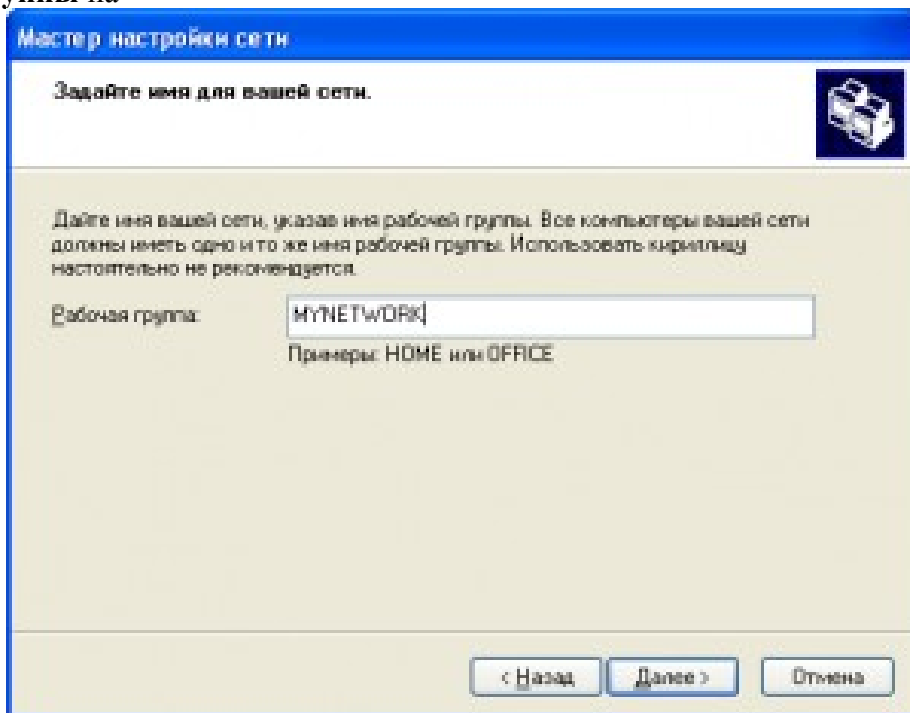 Мастер настройки сети
Задайте имя для вашей сети.
Дайте имя вашей сети, указав имя рабочей группы. Все компьютеры вашей сети
должны иметь одно и то же имя рабочей группы. Использовать кириллицу
настоятельно не рекомендуется.
Рабочая группа: MYNETWORK
Примеры: HOME или OFFICE
< Назад Далее > Отмена